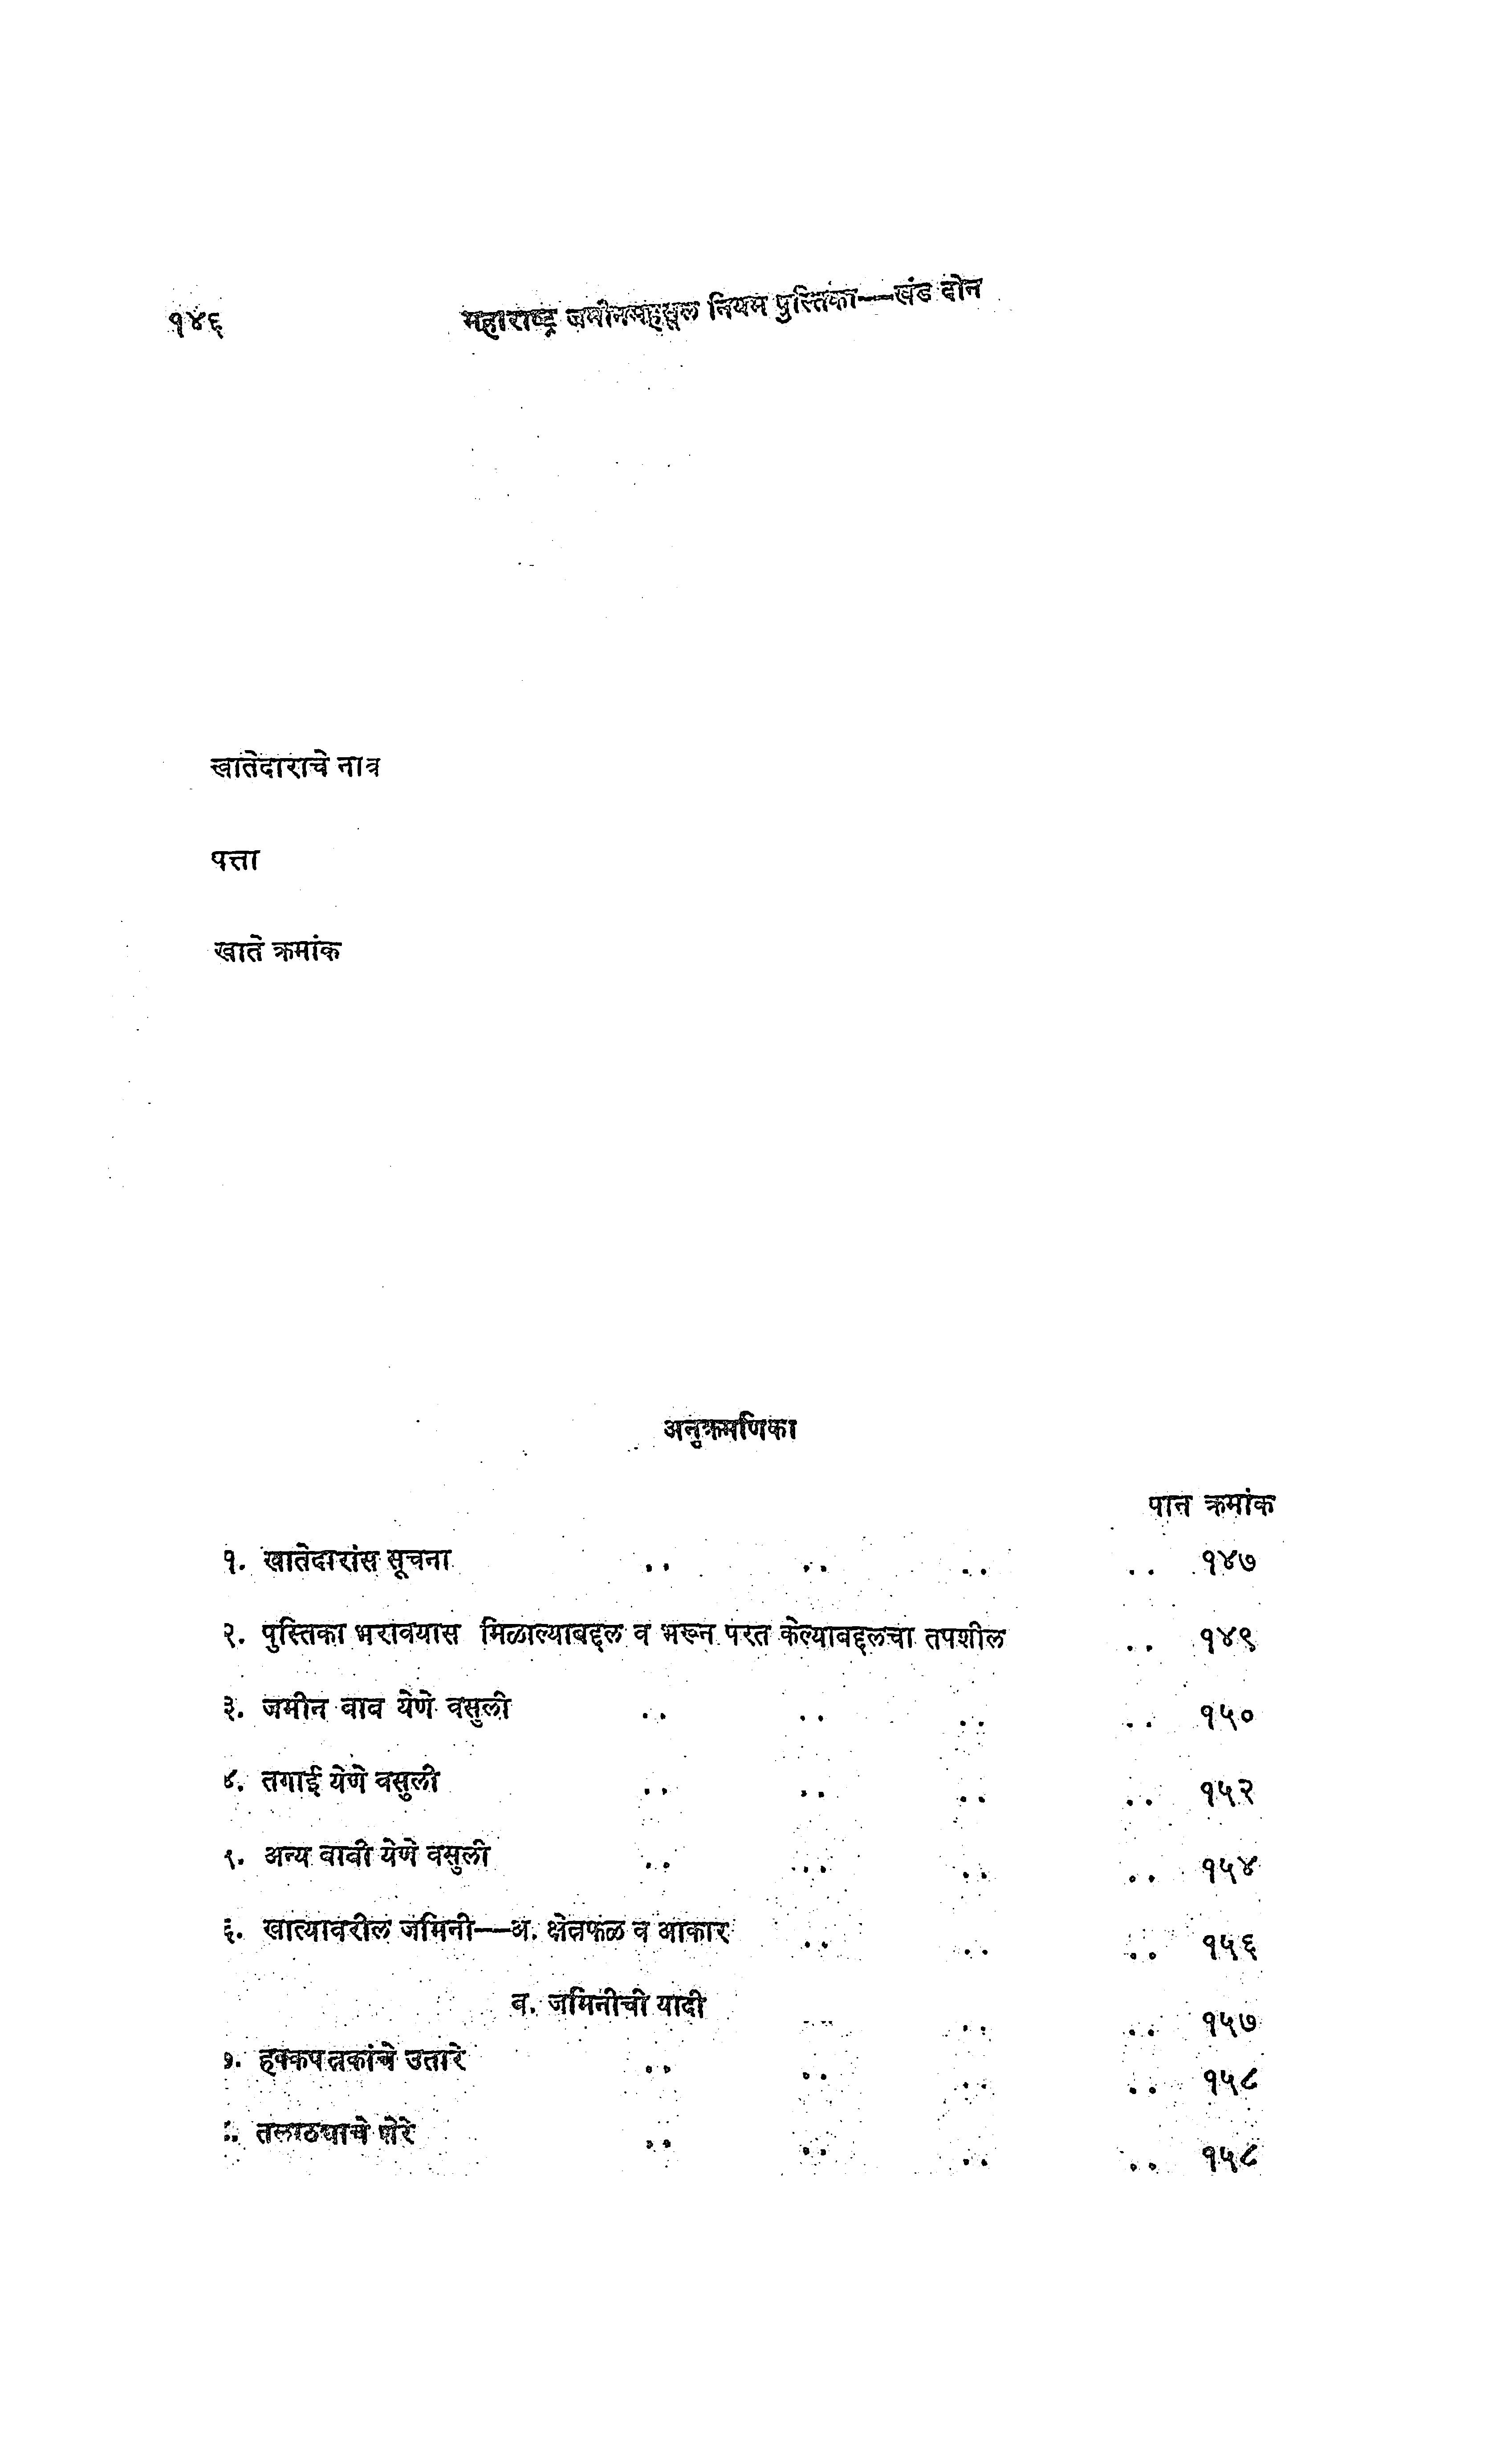 १४६ महाराष्ट्र जमीनमहसूल नियम पुस्तिका——खंड दोन
खातेदाराचे नाव
पत्ता
खाते क्रमांक
अनुक्रमणिका
पान क्रमांक
१. खातेदारांस सूचना .. .. .. .. १४७
२. पुस्तिका भरावयास मिळाल्याबद्दल व भरून परत केल्याबद्दलचा तपशील .. १४९
३. जमीन बाब येणे वसुली .. .. .. .. १५०
४. तगाई येणे वसुली .. .. .. .. १५२
५. अन्य बाबी येणे वसुली .. .. .. .. १५४
६. खात्यावरील जमिनी——अ. क्षेत्रफळ व आकार .. .. .. १५६
ब. जमिनीची यादी .. .. .. १५७
७. हक्कपत्रकांचे उतारे .. .. .. .. १५८
तलाठ्याचे शेरे .. .. .. .. १५८